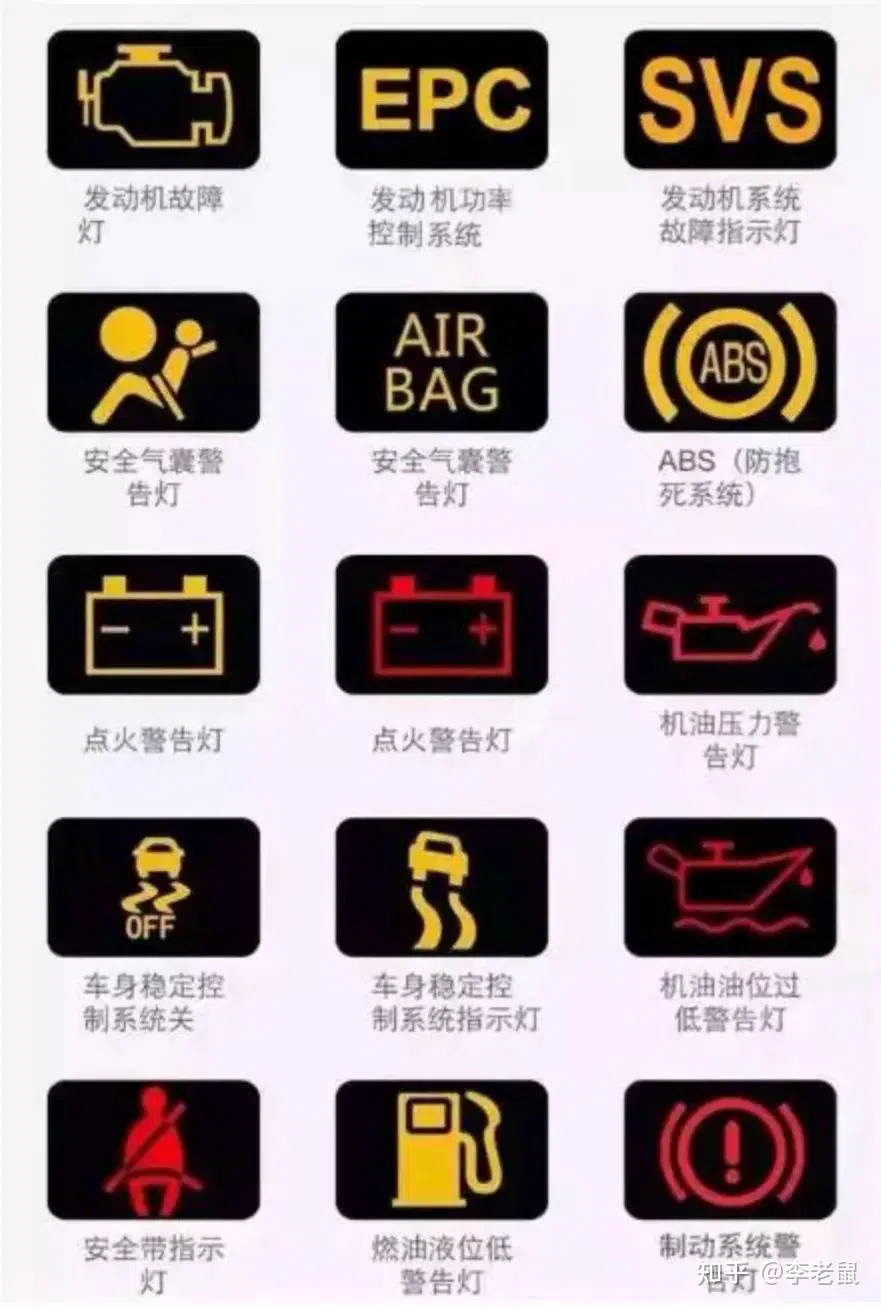 EPC
SVS
发动机故障
灯
发动机功率
控制系统
发动机系统
故障指示灯
AIR
BAG
ABS
安全气囊警
告灯
安全气囊警
告灯
ABS（防抱
死系统）
点火警告灯
点火警告灯
机油压力警
告灯
OFF
车身稳定控
制系统关
车身稳定控
制系统指示灯
机油油位过
低警告灯
安全带指示
灯
燃油液位低
警告灯
制动系统警
告灯
知乎 @李老鼠